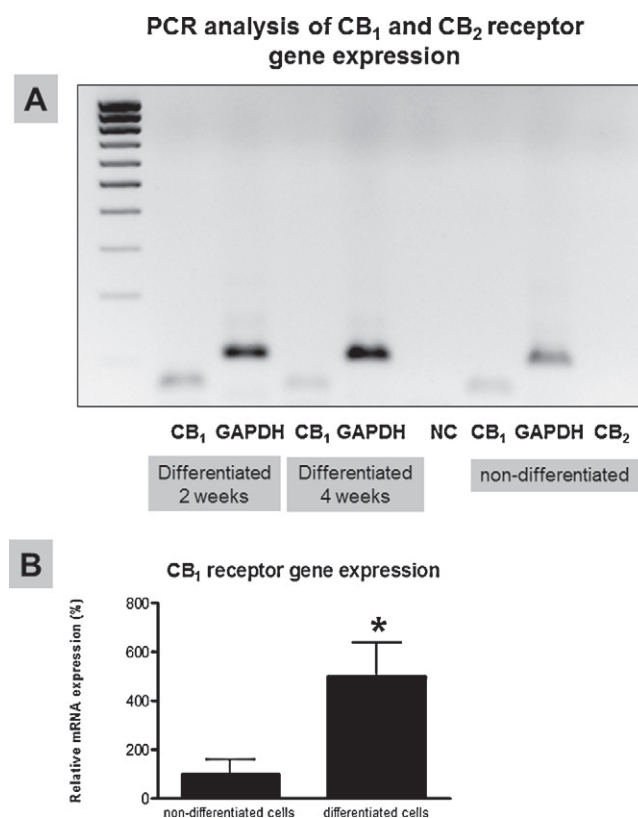 PCR analysis of CB₁ and CB₂ receptor
gene expression
A
CB₁ GAPDH CB₁ GAPDH NC CB₁ GAPDH CB₂
Differentiated
2 weeks
Differentiated
4 weeks
non-differentiated
B
CB₁ receptor gene expression
Relative mRNA expression (%)
800
600
400
200
0
*
non-differentiated cells differentiated cells